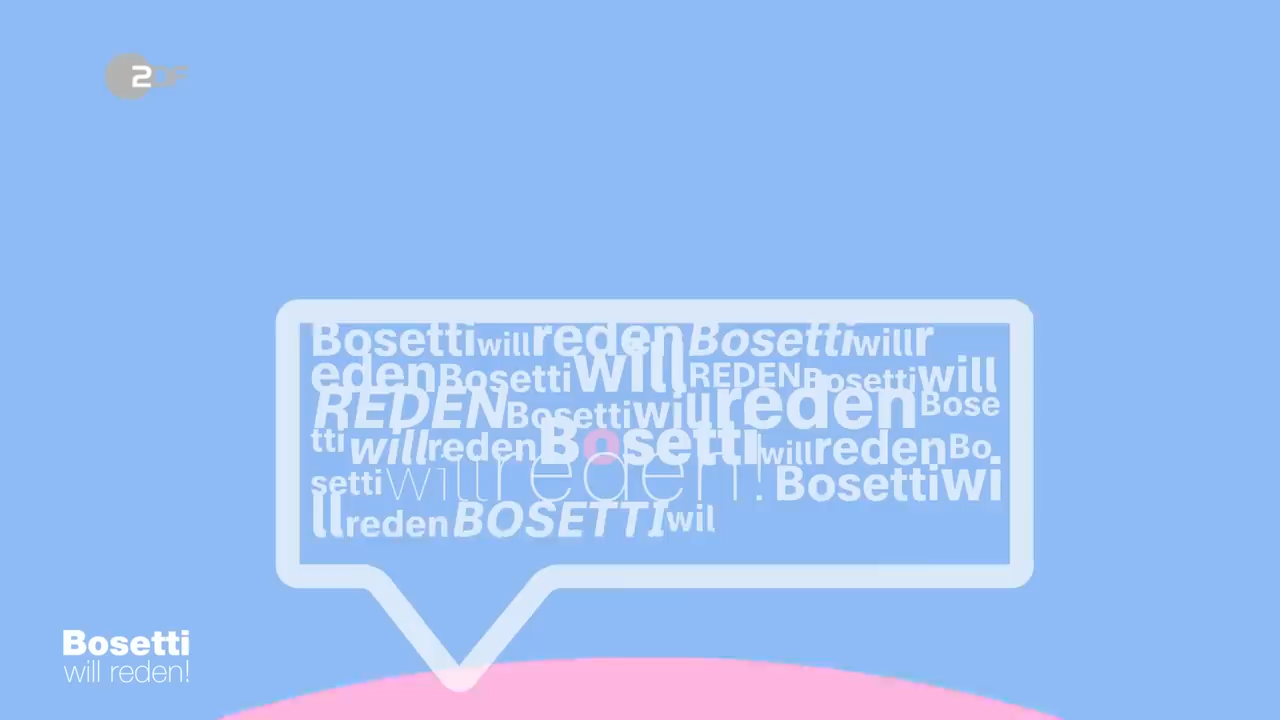 ZDF
Bosetti will reden Bosetti will r
eden Bosetti will REDEN Bosetti will
REDEN Bosetti will reden Bose
tti will reden Bosetti will reden Bo
setti will reden! Bosetti wi
ll reden BOSETTI wil
Bosetti
will reden!